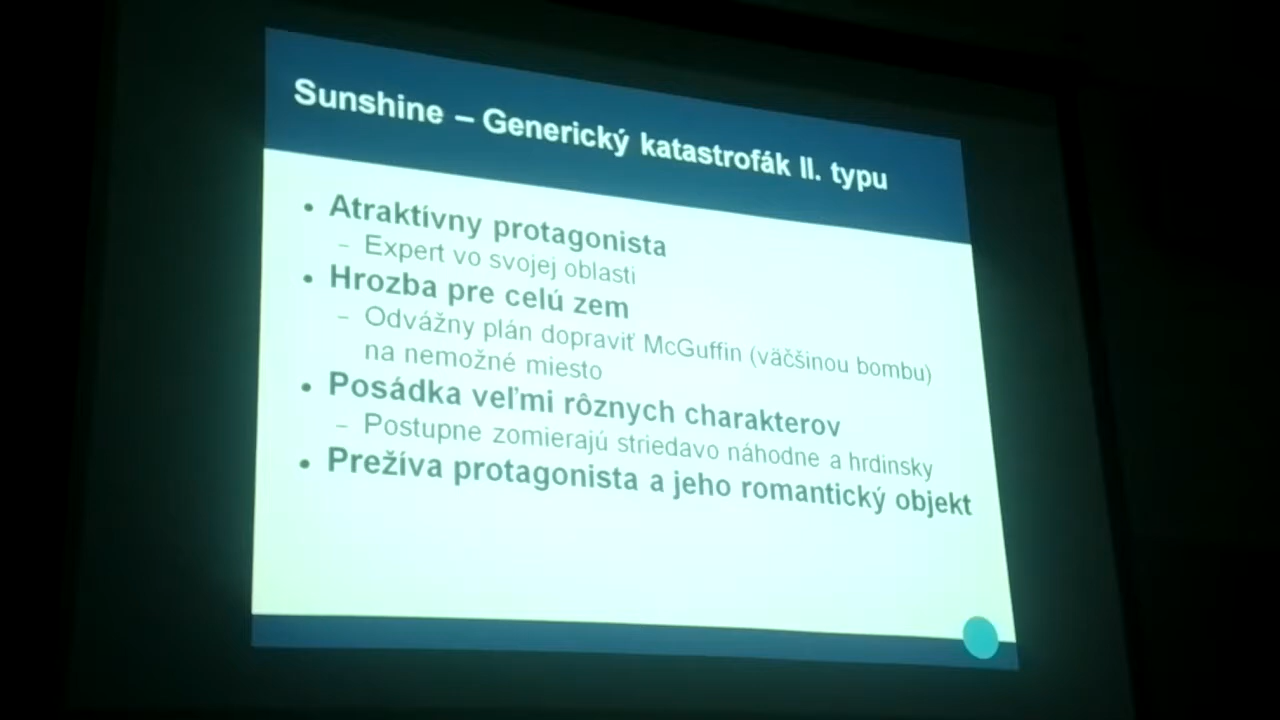 Sunshine – Generický katastrofák II. typu
• Atraktívny protagonista
– Expert vo svojej oblasti
• Hrozba pre celú zem
– Odvážny plán dopraviť McGuffin (väčšinou bombu)
na nemožné miesto
• Posádka veľmi rôznych charakterov
– Postupne zomierajú striedavo náhodne a hrdinsky
• Prežíva protagonista a jeho romantický objekt